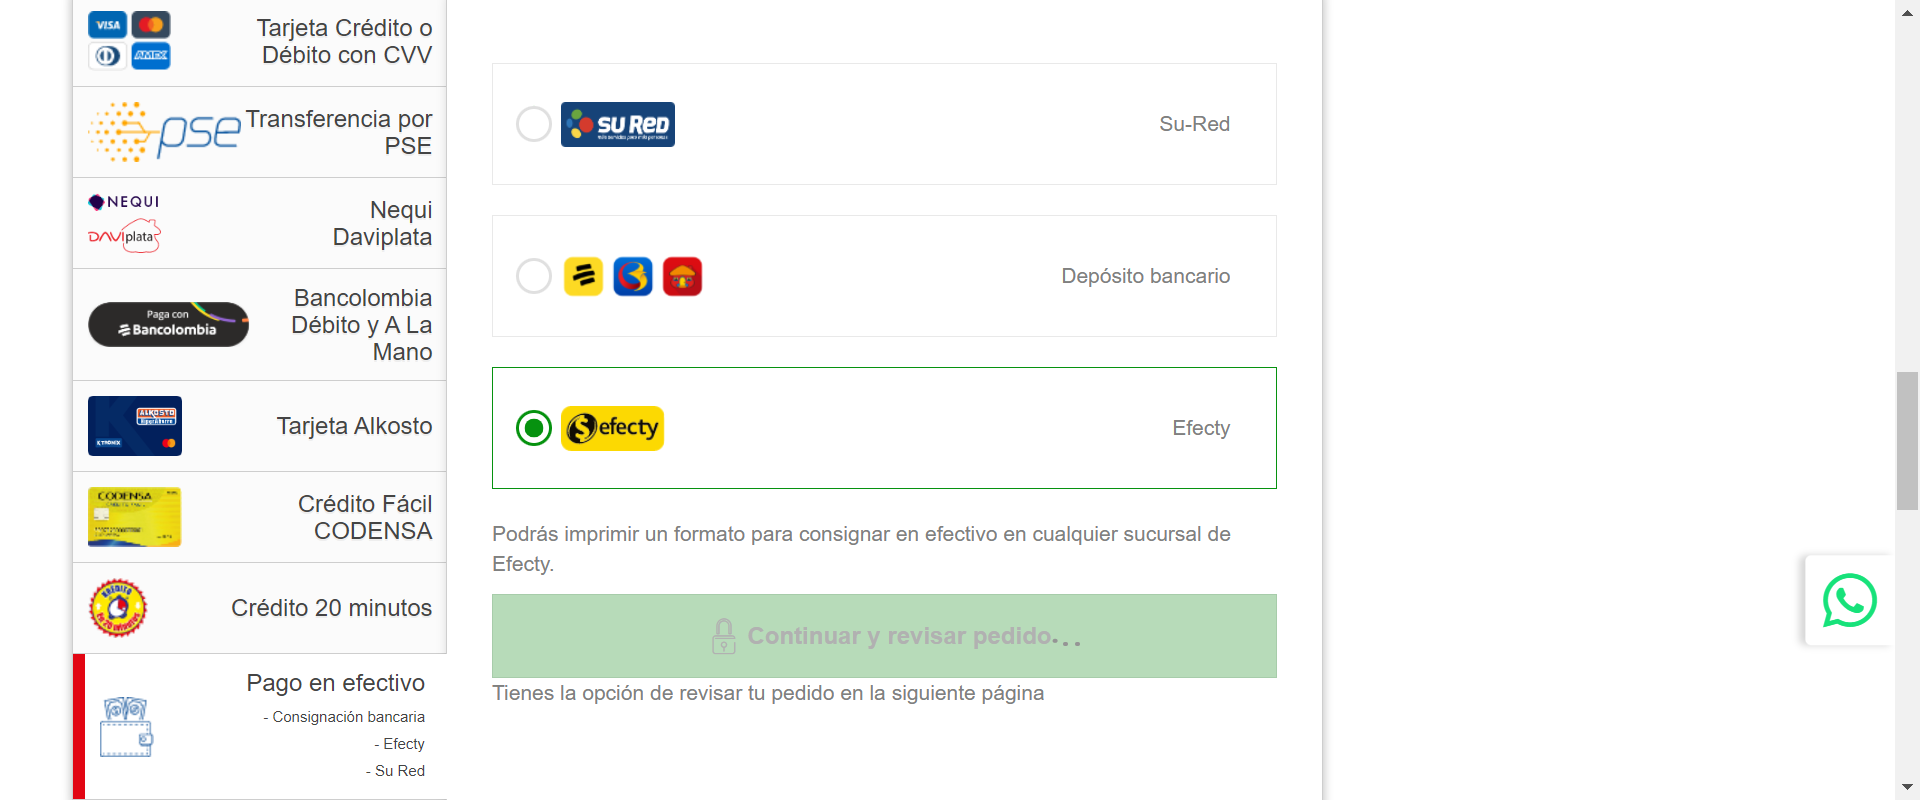 VISA
AMEX
Tarjeta Crédito o
Débito con CVV
pse
Transferencia por
PSE
NEQUI
DAVIplata
Nequi
Daviplata
Paga con
Bancolombia
Bancolombia
Débito y A La
Mano
ALKOSTO
K-TRONIX
Tarjeta Alkosto
CODENSA
Crédito Fácil
CODENSA
Crédito 20 minutos
Pago en efectivo
- Consignación bancaria
- Efecty
- Su Red
su Red
Su-Red
Depósito bancario
efecty
Efecty
Podrás imprimir un formato para consignar en efectivo en cualquier sucursal de
Efecty.
Continuar y revisar pedido...
Tienes la opción de revisar tu pedido en la siguiente página